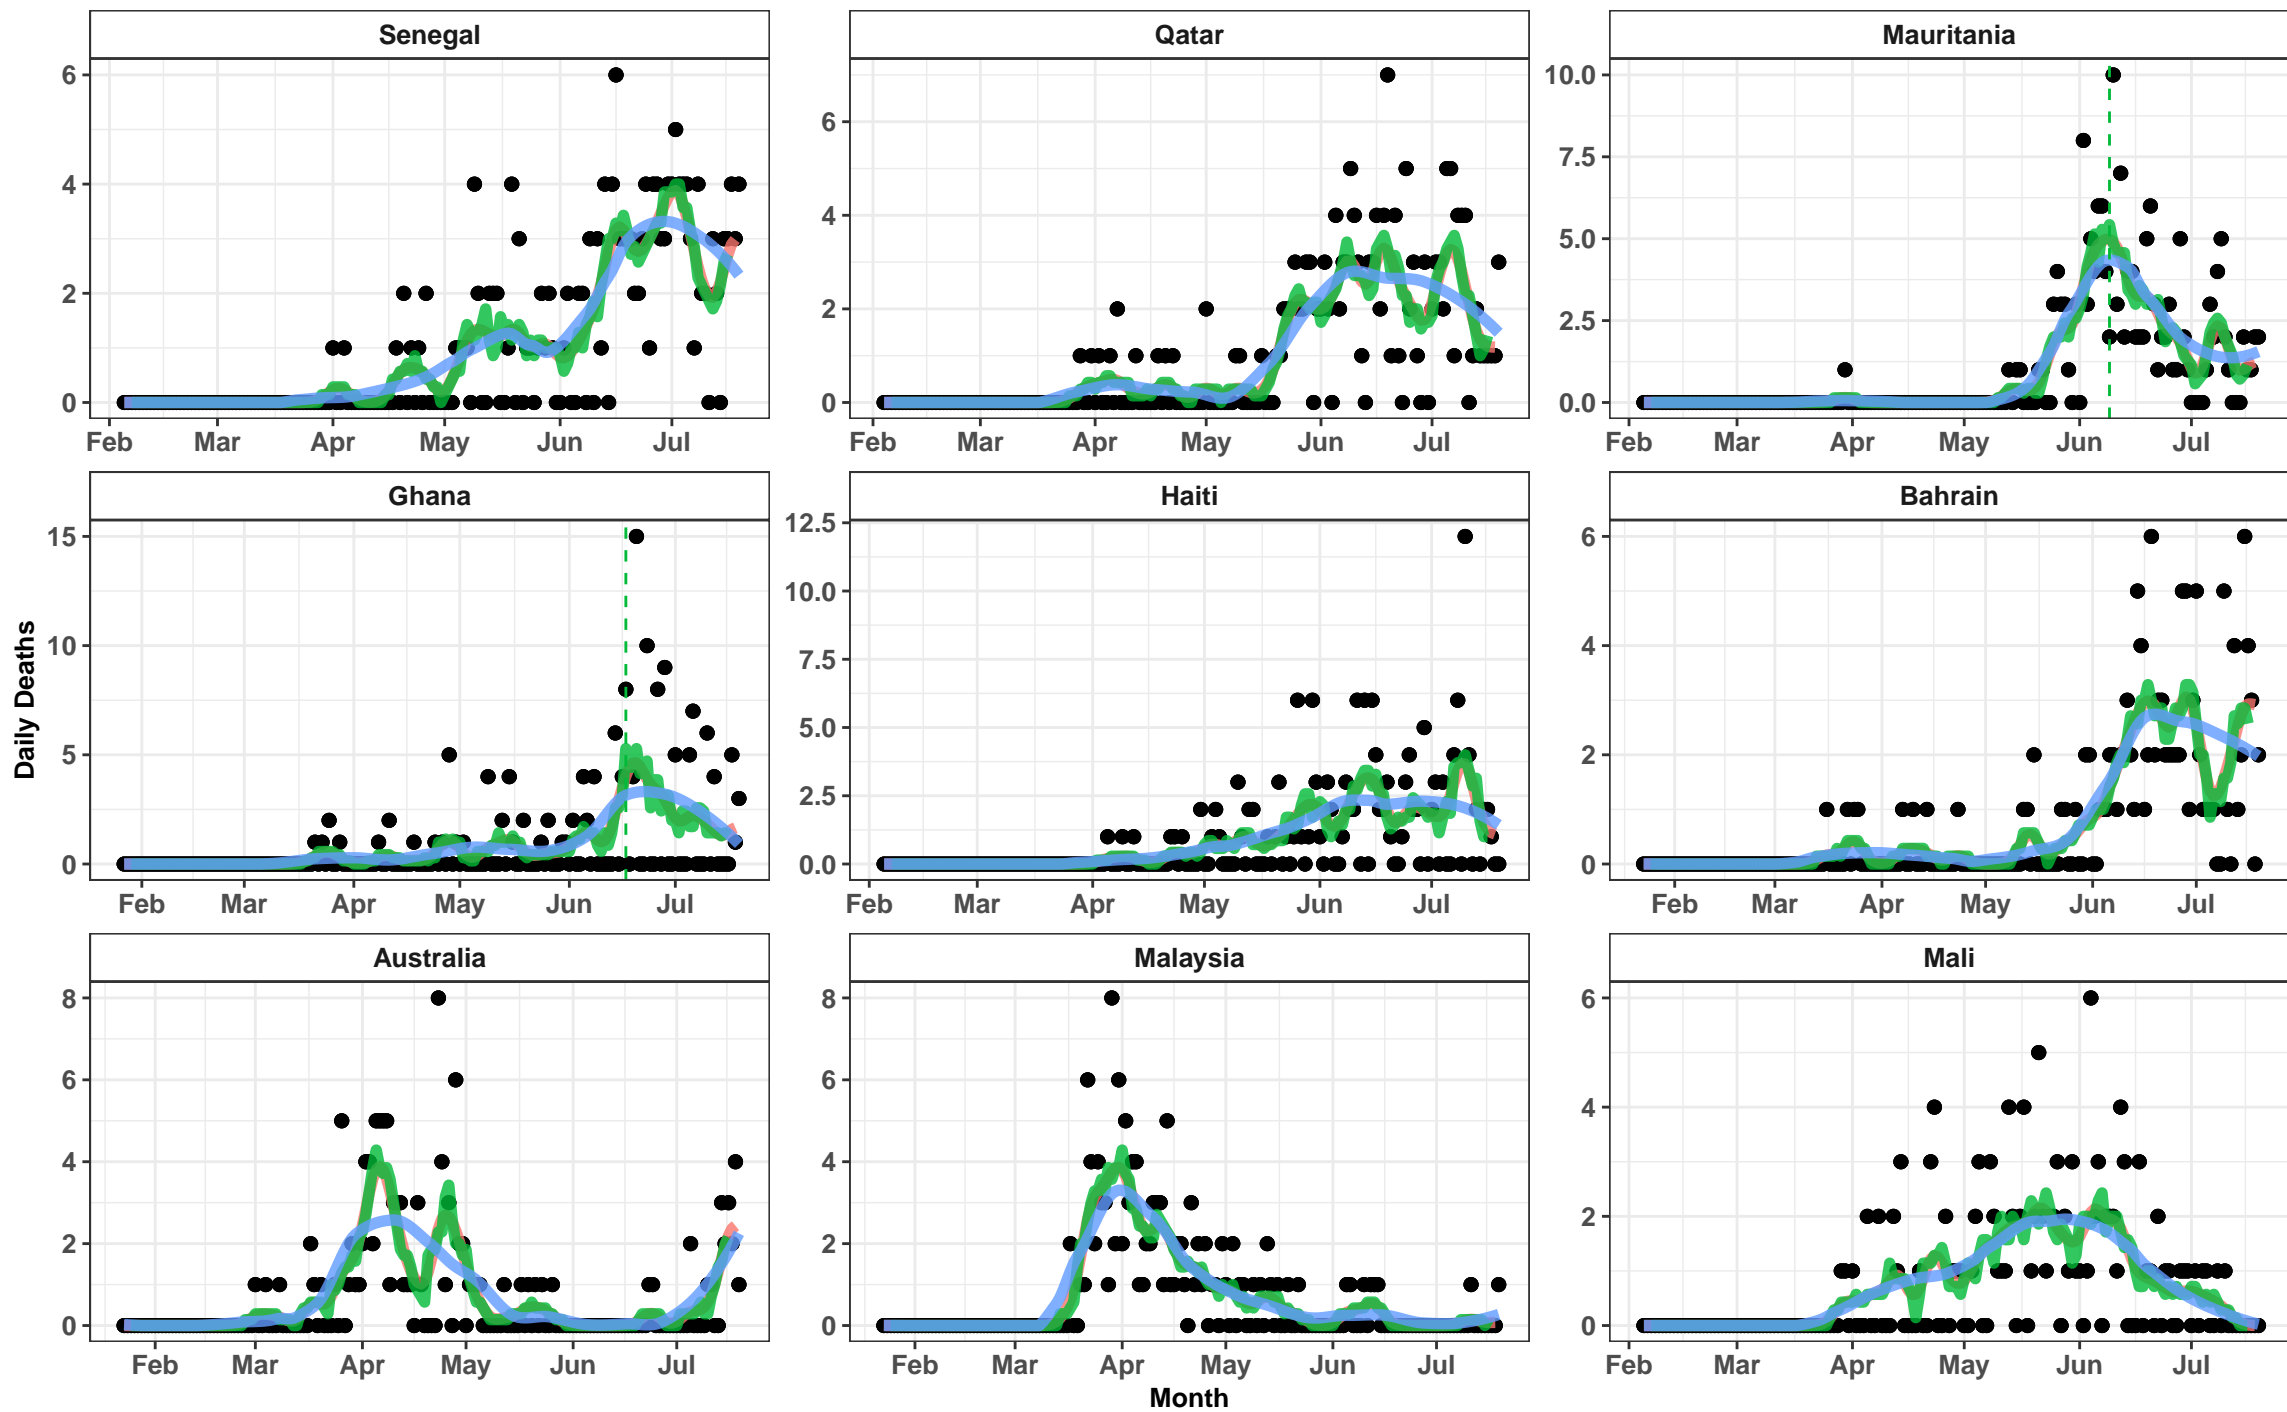 Senegal
Qatar
Mauritania
6
4
2
0
6
4
2
0
10.0
7.5
5.0
2.5
0.0
Feb Mar Apr May Jun Jul
Feb Mar Apr May Jun Jul
Feb Mar Apr May Jun Jul
Ghana
Haiti
Bahrain
Daily Deaths
15
10
5
0
12.5
10.0
7.5
5.0
2.5
0.0
6
4
2
0
Feb Mar Apr May Jun Jul
Feb Mar Apr May Jun Jul
Feb Mar Apr May Jun Jul
Australia
Malaysia
Mali
8
6
4
2
0
8
6
4
2
0
6
4
2
0
Feb Mar Apr May Jun Jul
Feb Mar Apr May Jun Jul
Feb Mar Apr May Jun Jul
Month